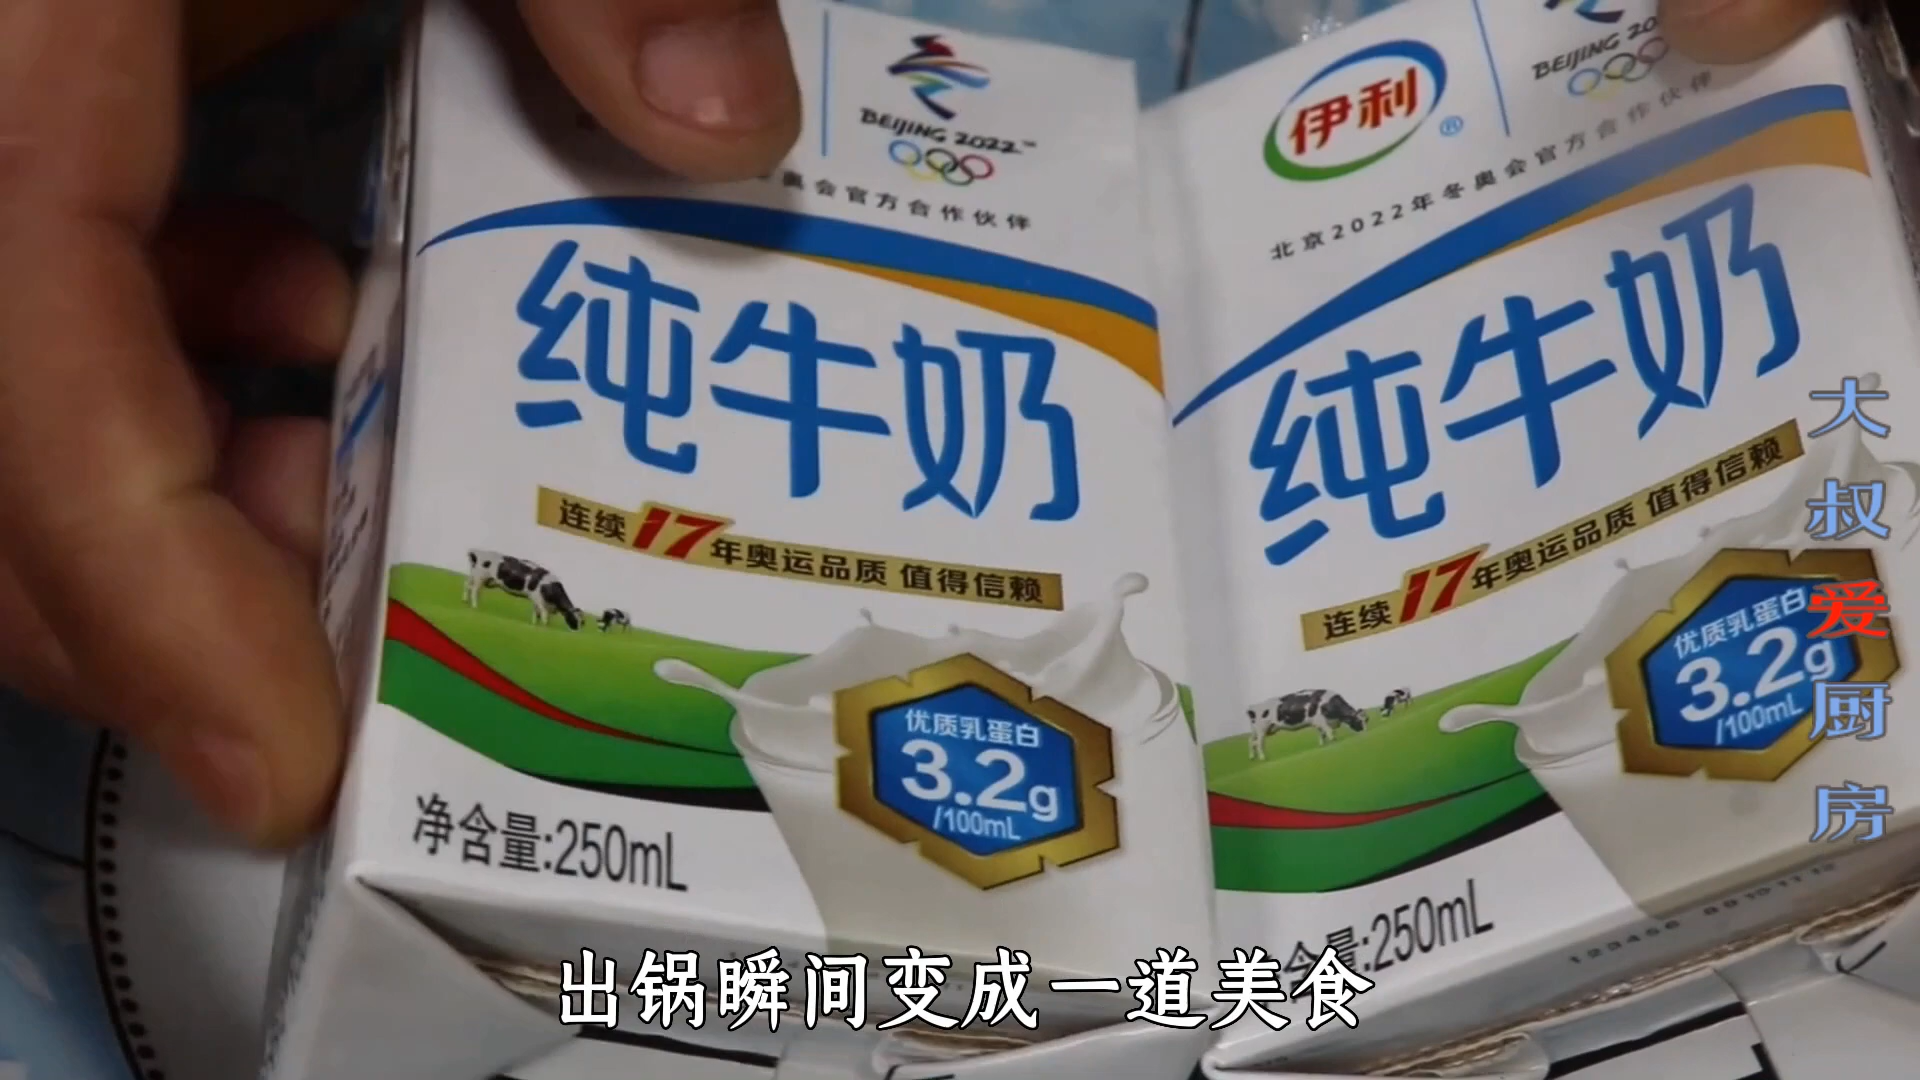 BEIJING 2022™
奥会官方合作伙伴
纯牛奶
连续17年奥运品质 值得信赖
优质乳蛋白
3.2g
/100mL
净含量:250mL
伊利®
BEIJING 20
北京2022年冬奥会官方合作伙伴
纯牛奶
连续17年奥运品质 值得信赖
优质乳蛋白
3.2g
/100mL
含量:250mL
大叔爱厨房
出锅瞬间变成一道美食